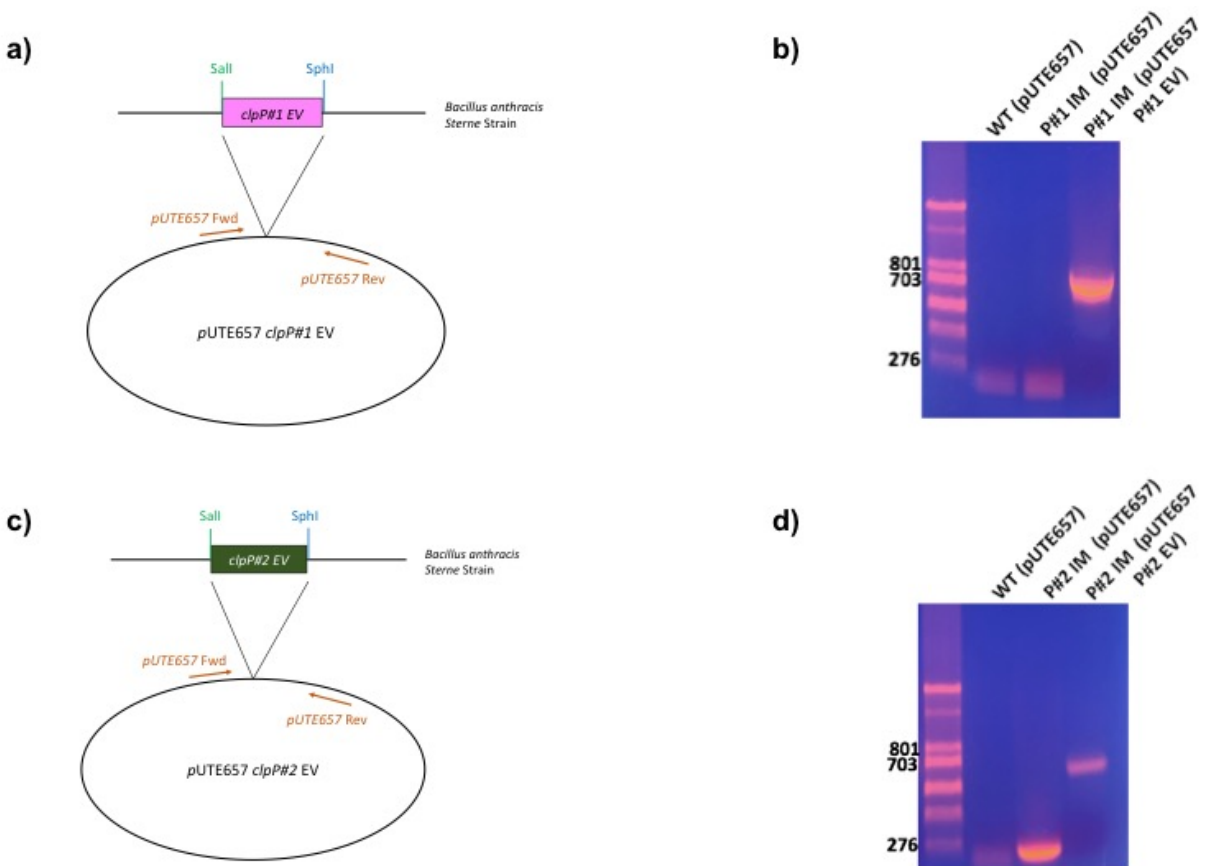 a)
SalI
SphI
clpP#1 EV
Bacillus anthracis
Sterne Strain
pUTE657 Fwd
pUTE657 Rev
pUTE657 clpP#1 EV
b)
WT (pUTE657)
P#1 IM (pUTE657)
P#1 IM (pUTE657
P#1 EV)
801
703
276
c)
SalI
SphI
clpP#2 EV
Bacillus anthracis
Sterne Strain
pUTE657 Fwd
pUTE657 Rev
pUTE657 clpP#2 EV
d)
WT (pUTE657)
P#2 IM (pUTE657)
P#2 IM (pUTE657
P#2 EV)
801
703
276